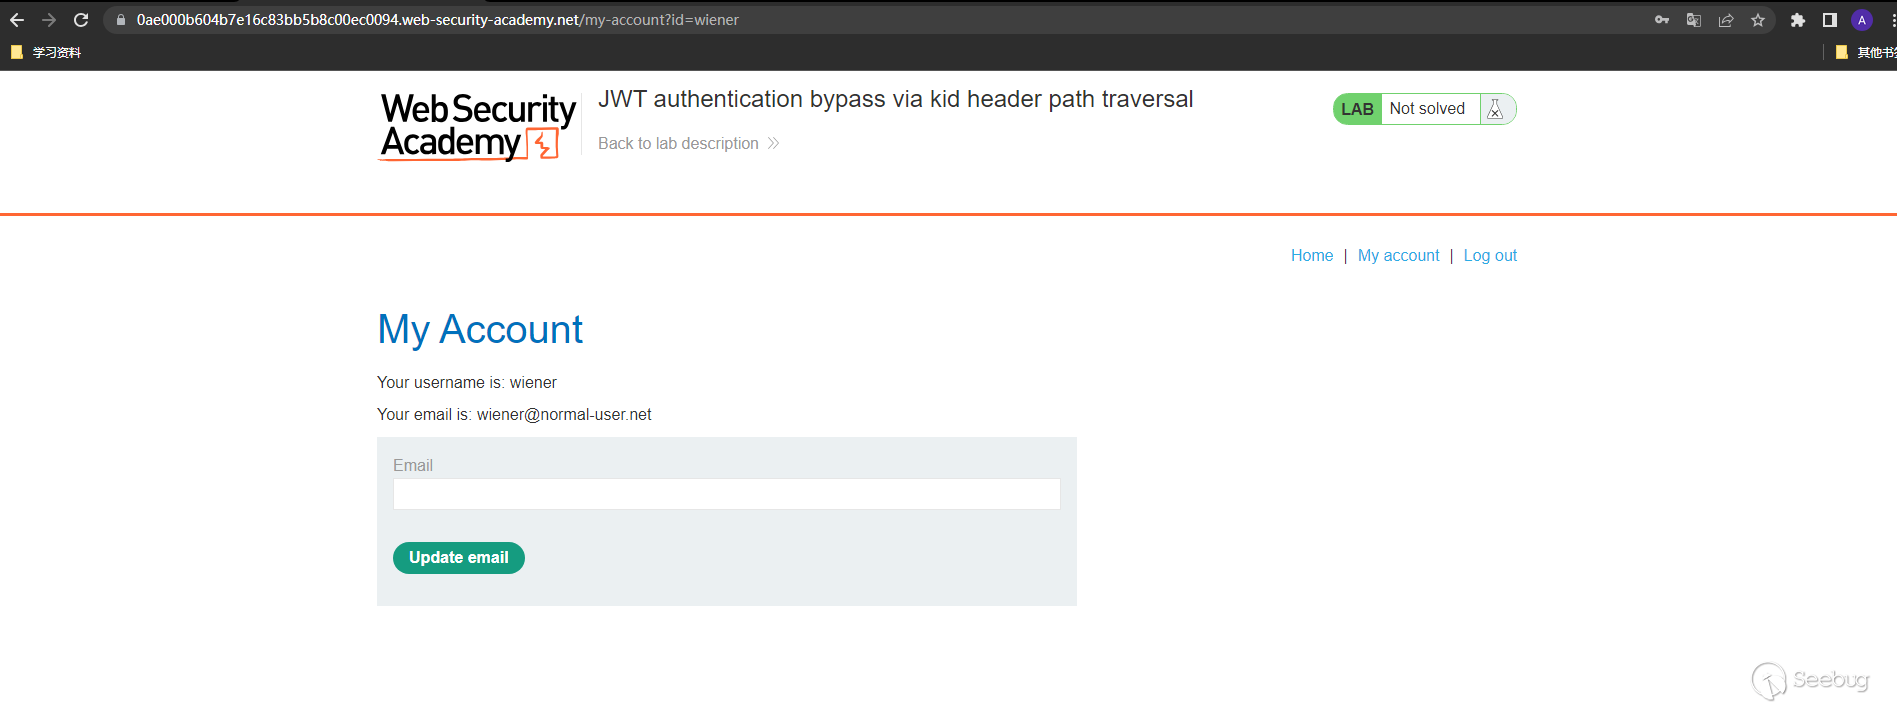 0ae000b604b7e16c83bb5b8c00ec0094.web-security-academy.net/my-account?id=wiener
A
学习资料
其他书签
Web Security
Academy
JWT authentication bypass via kid header path traversal
Back to lab description
LAB Not solved
Home | My account | Log out
My Account
Your username is: wiener
Your email is: wiener@normal-user.net
Email
Update email
Seebug